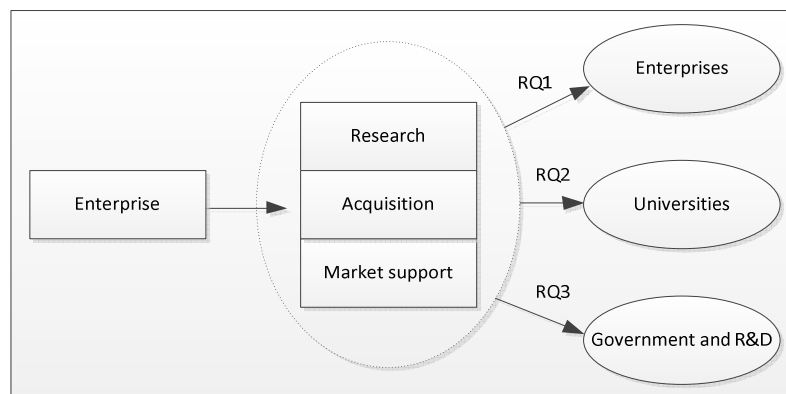 Enterprise
Research
Acquisition
Market support
RQ1
Enterprises
RQ2
Universities
RQ3
Government and R&D